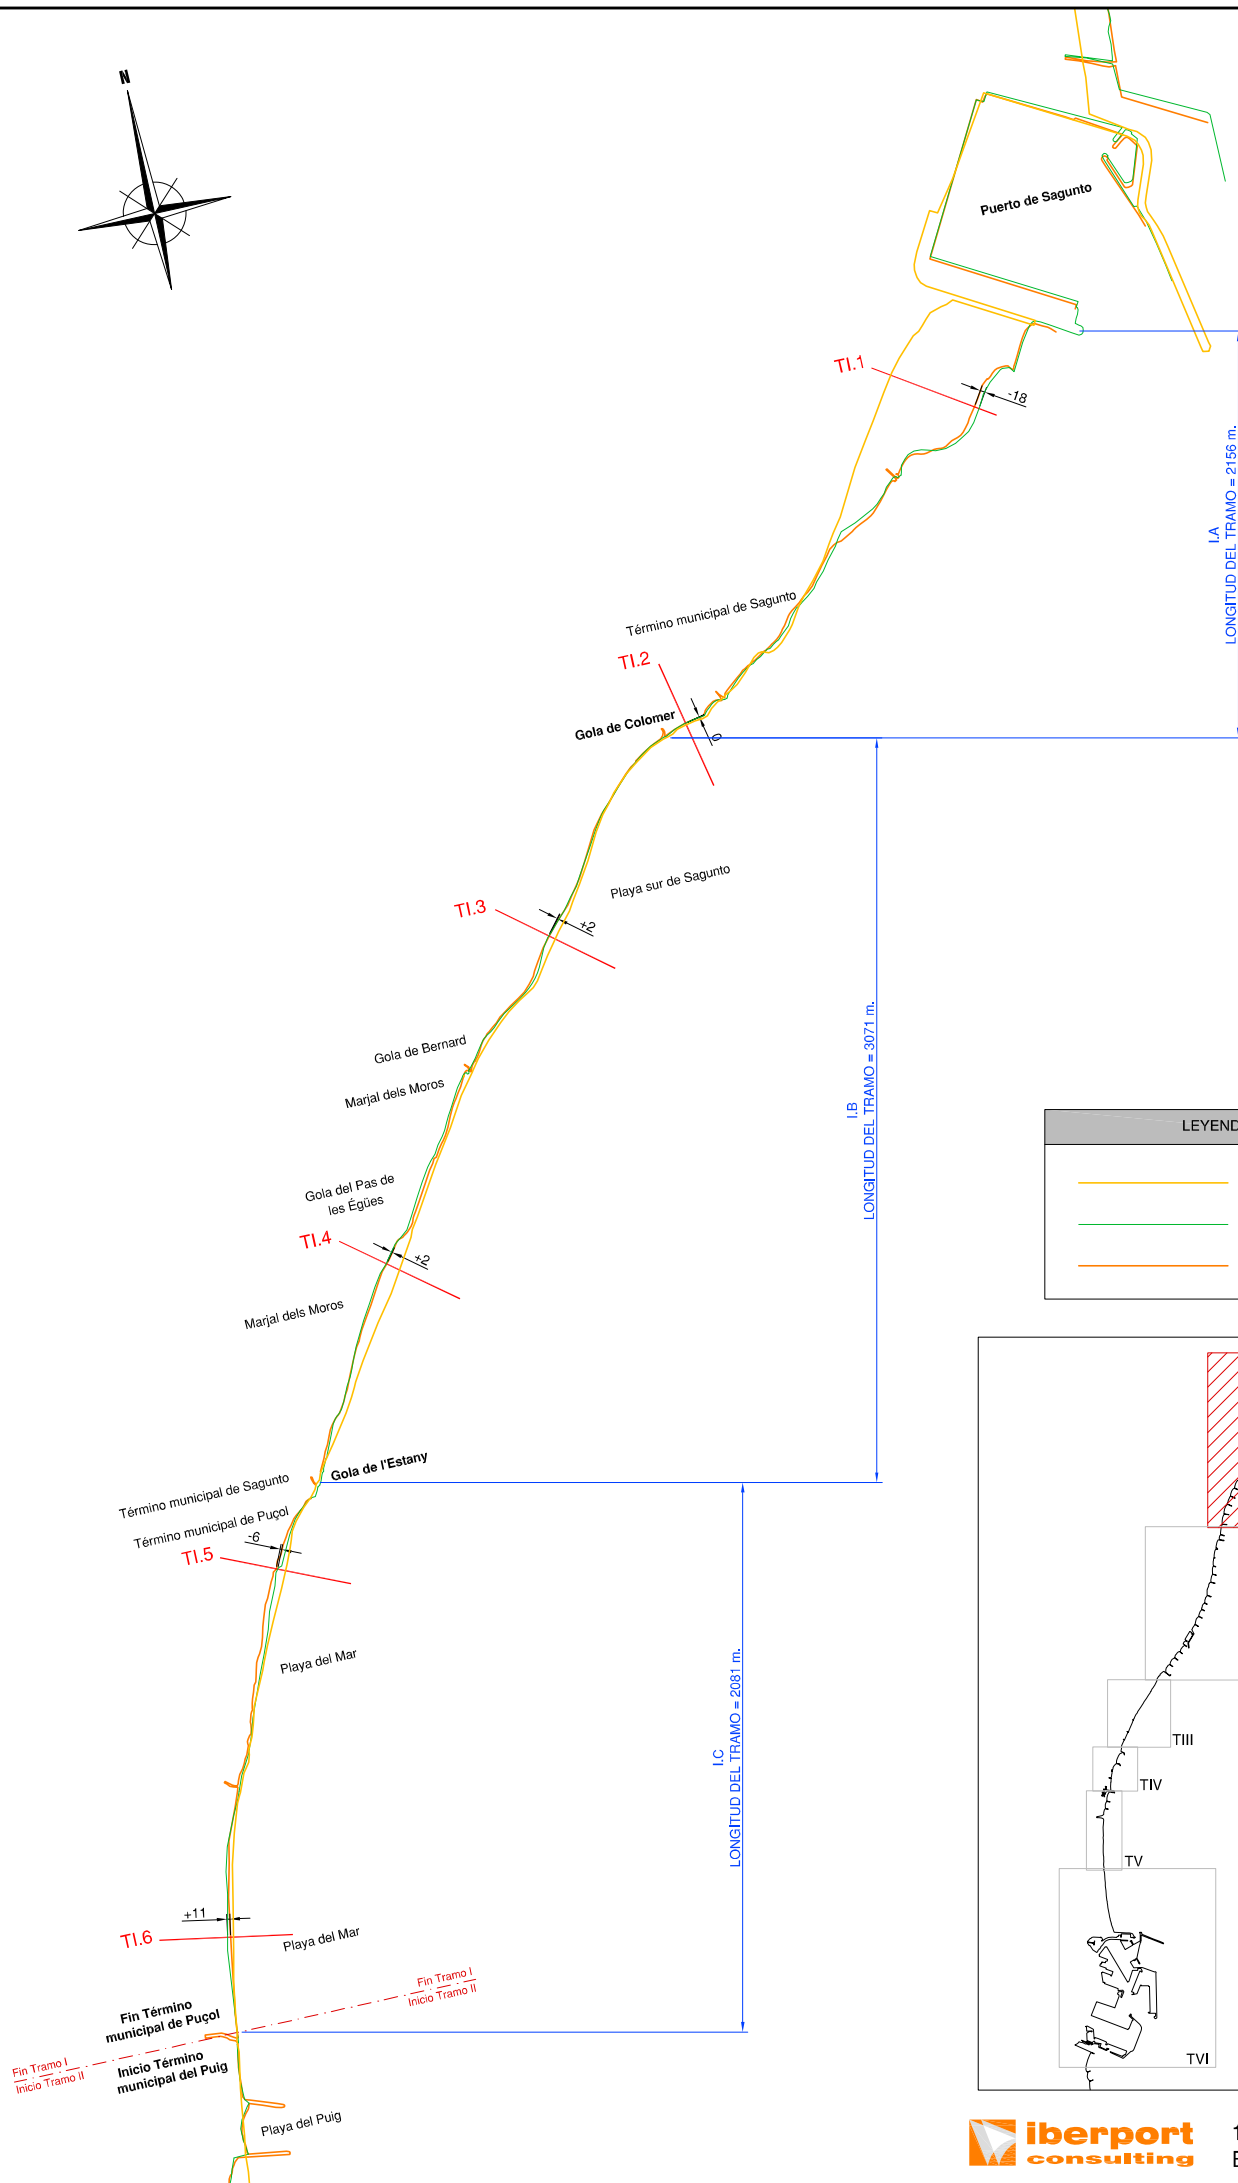 N
Puerto de Sagunto
TI.1
-18
I.A
LONGITUD DEL TRAMO = 2156 m.
Término municipal de Sagunto
TI.2
Gola de Colomer
0
Playa sur de Sagunto
TI.3
+2
I.B
LONGITUD DEL TRAMO = 3071 m.
Gola de Bernard
Marjal dels Moros
LEYEND
Gola del Pas de
les Égües
TI.4
+2
Marjal dels Moros
Gola de l'Estany
Término municipal de Sagunto
Término municipal de Puçol
-6
TI.5
Playa del Mar
I.C
LONGITUD DEL TRAMO = 2081 m.
TIII
TIV
TV
TVI
+11
TI.6
Playa del Mar
Fin Tramo I
Inicio Tramo II
Fin Término
municipal de Puçol
Inicio Término
municipal del Puig
Fin Tramo I
Inicio Tramo II
Playa del Puig
iberport
consulting